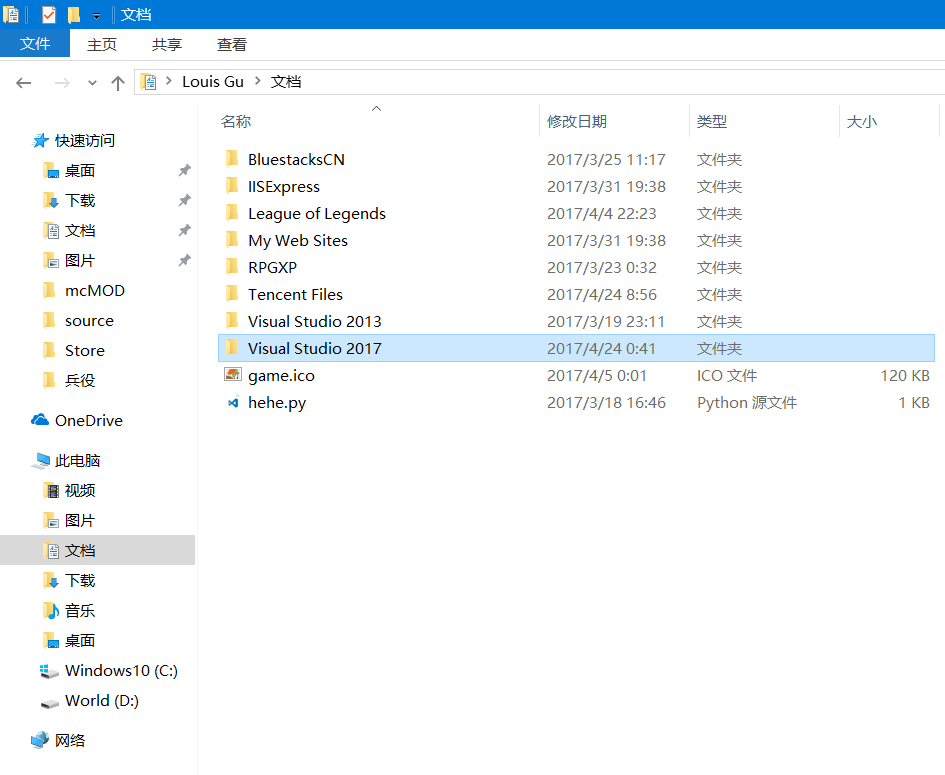 文档
文件 主页 共享 查看
Louis Gu 文档
名称 修改日期 类型 大小
快速访问
桌面
下载
文档
图片
mcMOD
source
Store
兵役
OneDrive
此电脑
视频
图片
文档
下载
音乐
桌面
Windows10 (C:)
World (D:)
网络
BluestacksCN 2017/3/25 11:17 文件夹
IISExpress 2017/3/31 19:38 文件夹
League of Legends 2017/4/4 22:23 文件夹
My Web Sites 2017/3/31 19:38 文件夹
RPGXP 2017/3/23 0:32 文件夹
Tencent Files 2017/4/24 8:56 文件夹
Visual Studio 2013 2017/3/19 23:11 文件夹
Visual Studio 2017 2017/4/24 0:41 文件夹
game.ico 2017/4/5 0:01 ICO 文件 120 KB
hehe.py 2017/3/18 16:46 Python 源文件 1 KB